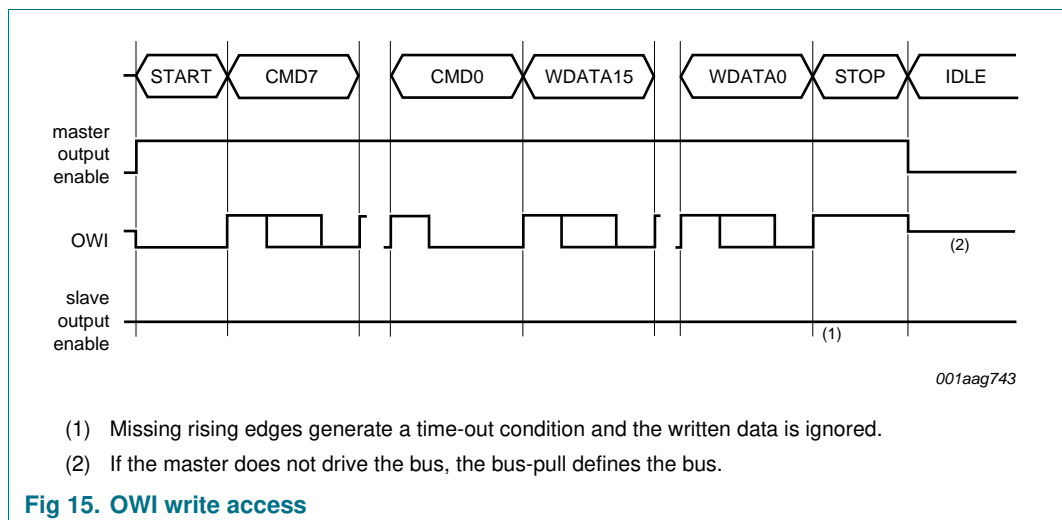 START CMD7 CMD0 WDATA15 WDATA0 STOP IDLE
master
output
enable
OWI
(2)
slave
output
enable
(1)
001aag743
(1) Missing rising edges generate a time-out condition and the written data is ignored.
(2) If the master does not drive the bus, the bus-pull defines the bus.
Fig 15. OWI write access